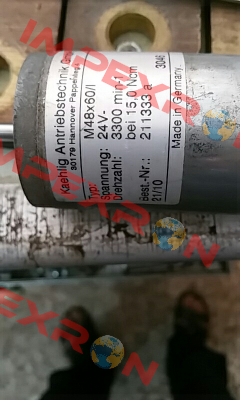 Kaehlig Antriebstechnik
30179 Hannover Pappelallee
Typ: M48x60/I
Spannung: 24V-
Drehzahl: 3300 min-1
bei 15,0 Ncm
Best.-Nr.: 211333 a
21/10
3046
Made in Germany
IMPEXRON
IMPEXRON